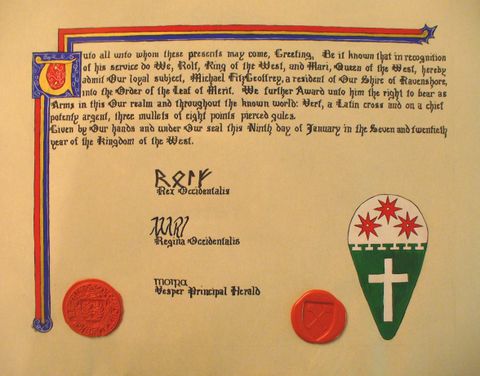 Unto all unto whom these presents may come, Greeting. Be it known that in recognition
of his service do We, Rolf, King of the West, and Mari, Queen of the West, hereby
admit Our loyal subject, Michael FitzGeoffrey, a resident of Our Shire of Ravenshore,
into the Order of the Leaf of Merit. We further Award unto him the right to bear as
Arms in this Our realm and throughout the known world: Vert, a Latin cross and on a chief
potenty argent, three mullets of eight points pierced gules.
Given by Our hands and under Our seal this Ninth day of January in the Seven and twentieth
year of the Kingdom of the West.
ROLF
Rex Occidentalis
MARI
Regina Occidentalis
moira
Vesper Principal Herald